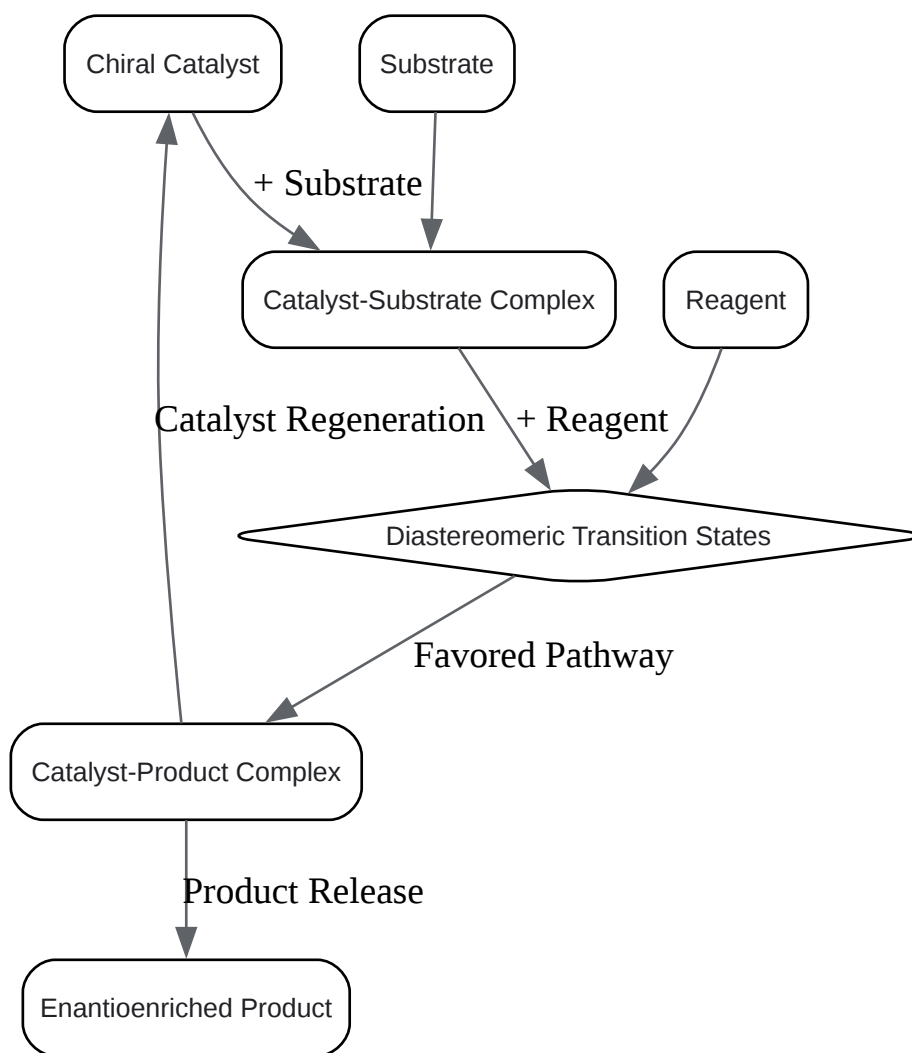 Chiral Catalyst
Substrate
+ Substrate
Catalyst-Substrate Complex
Reagent
Catalyst Regeneration
+ Reagent
Diastereomeric Transition States
Favored Pathway
Catalyst-Product Complex
Product Release
Enantioenriched Product